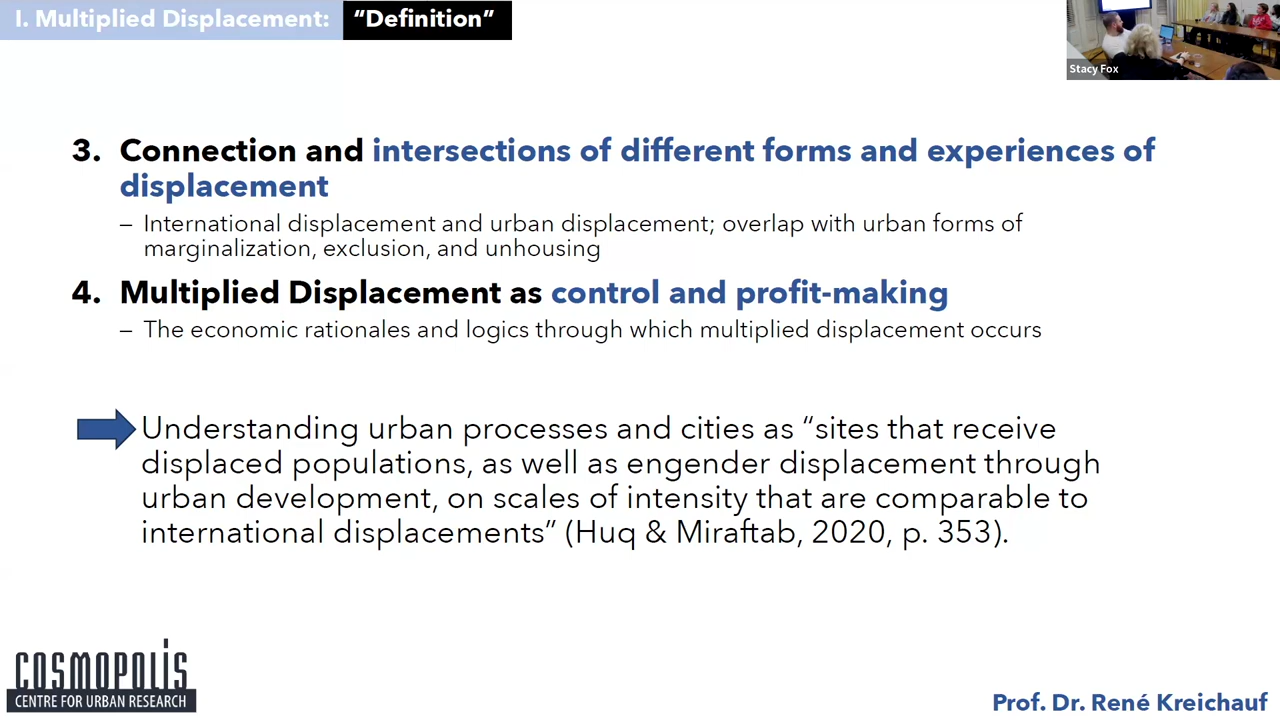 I. Multiplied Displacement: “Definition”
Stacy Fox
3. Connection and intersections of different forms and experiences of
displacement
– International displacement and urban displacement; overlap with urban forms of
marginalization, exclusion, and unhousing
4. Multiplied Displacement as control and profit-making
– The economic rationales and logics through which multiplied displacement occurs
Understanding urban processes and cities as “sites that receive
displaced populations, as well as engender displacement through
urban development, on scales of intensity that are comparable to
international displacements” (Huq & Miraftab, 2020, p. 353).
COSMOPOLIS
CENTRE FOR URBAN RESEARCH
Prof. Dr. René Kreichauf